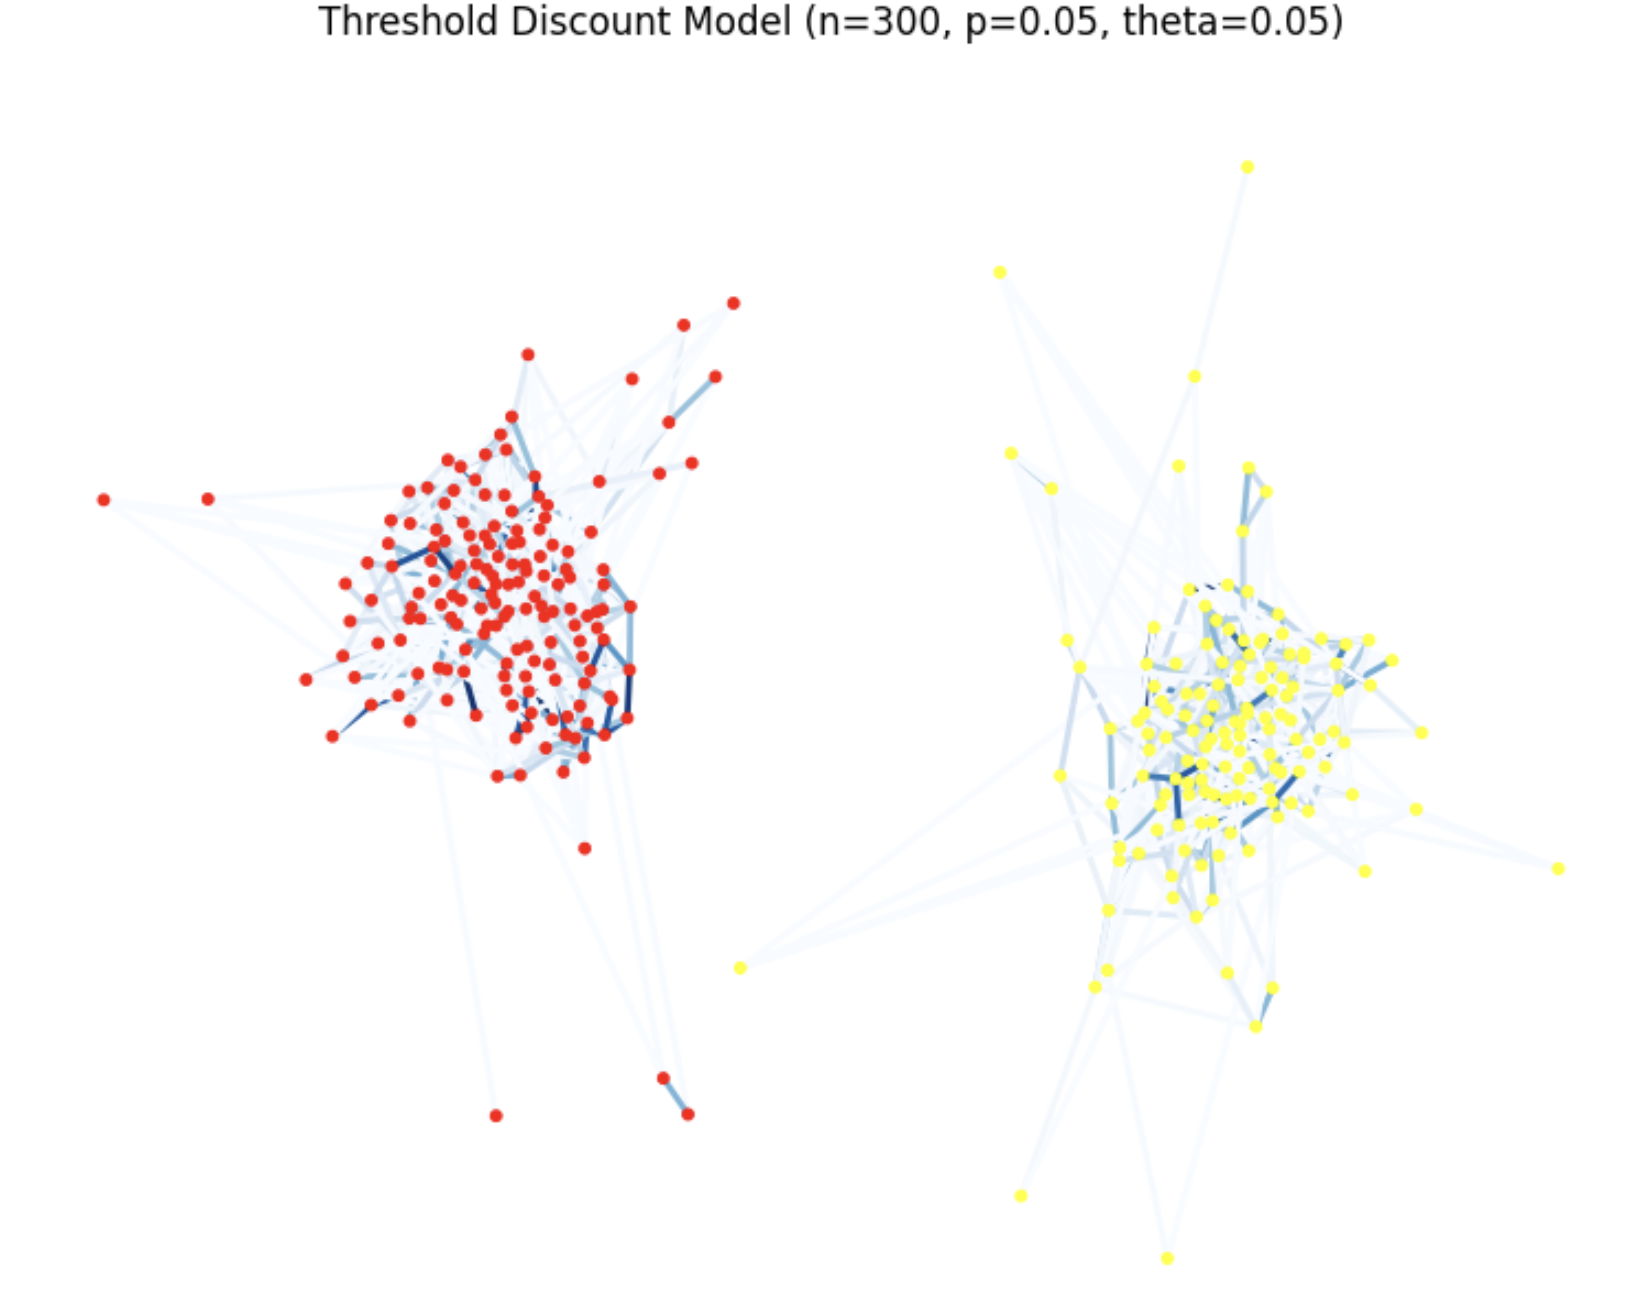 Threshold Discount Model (n=300, p=0.05, theta=0.05)